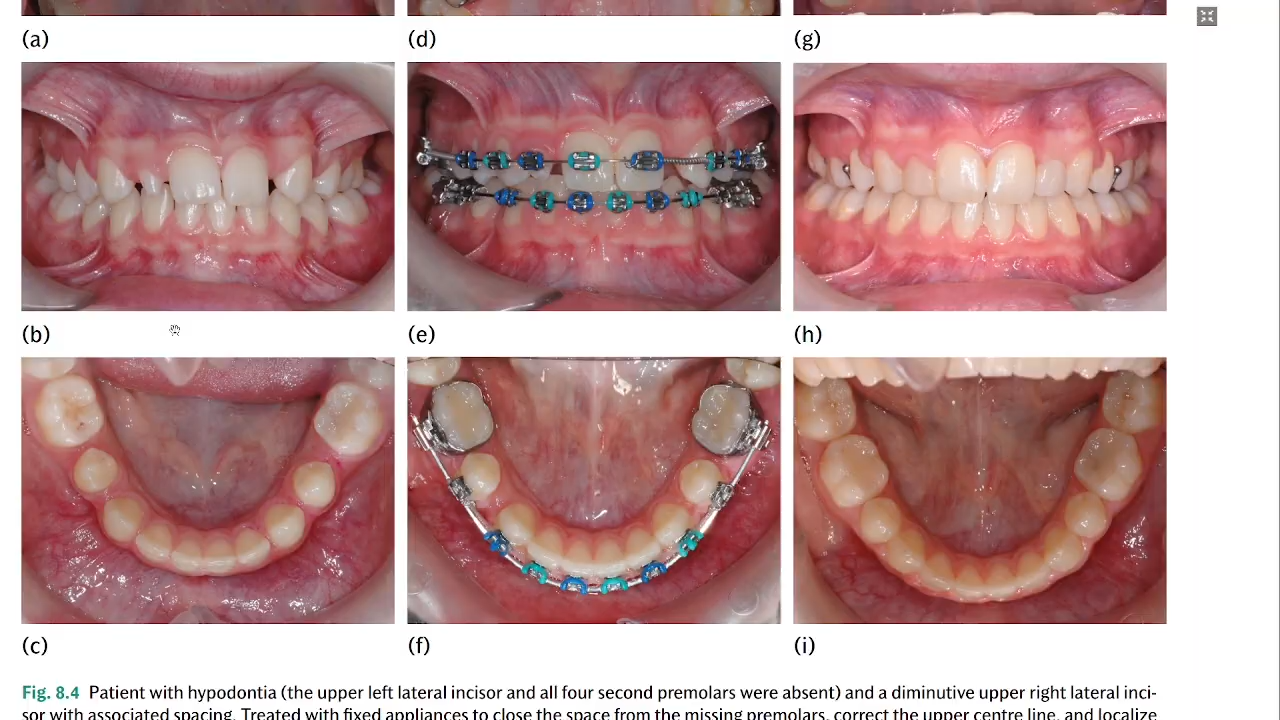 (a) (d) (g)
(b) (e) (h)
(c) (f) (i)
Fig. 8.4 Patient with hypodontia (the upper left lateral incisor and all four second premolars were absent) and a diminutive upper right lateral inci-
sor with associated spacing. Treated with fixed appliances to close the space from the missing premolars, correct the upper centre line, and localize